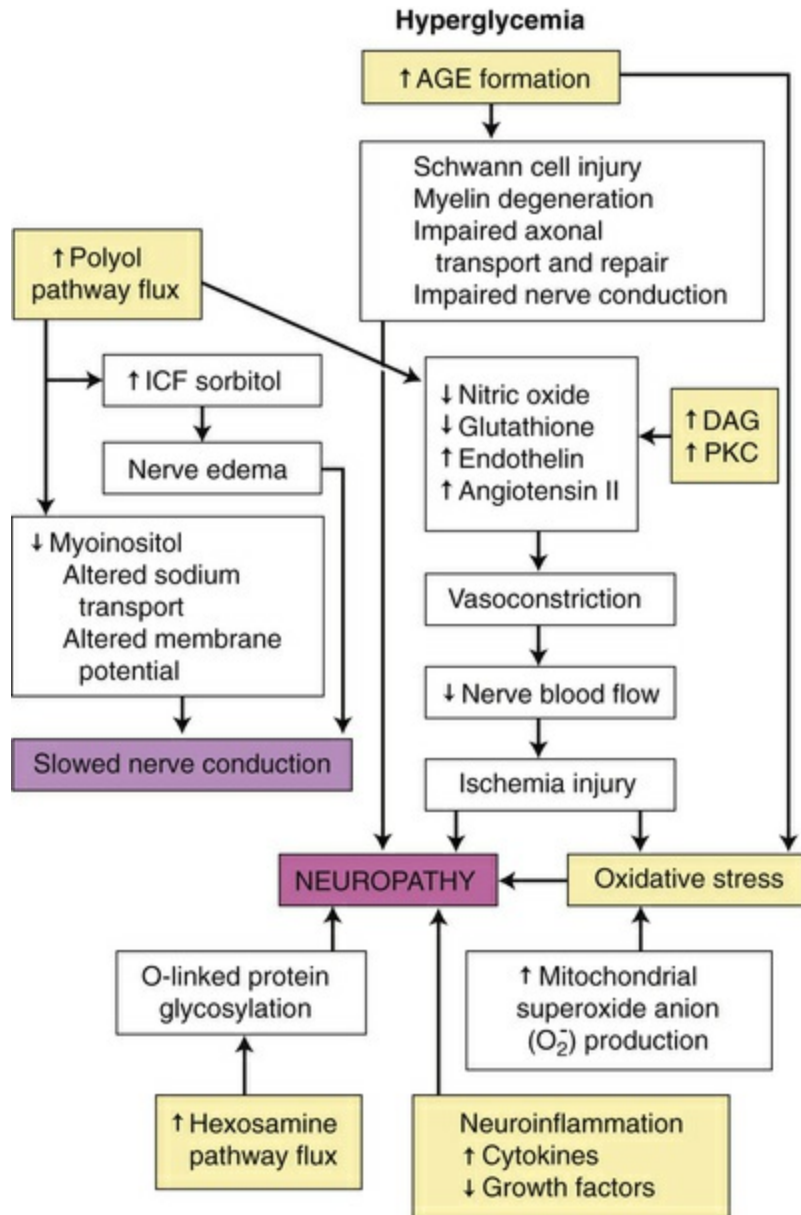 Hyperglycemia
↑ AGE formation
Schwann cell injury
Myelin degeneration
Impaired axonal
transport and repair
Impaired nerve conduction
↑ Polyol
pathway flux
↑ ICF sorbitol
Nerve edema
↓ Nitric oxide
↓ Glutathione
↑ Endothelin
↑ Angiotensin II
↑ DAG
↑ PKC
↓ Myoinositol
Altered sodium
transport
Altered membrane
potential
Vasoconstriction
↓ Nerve blood flow
Slowed nerve conduction
Ischemia injury
NEUROPATHY
Oxidative stress
O-linked protein
glycosylation
↑ Mitochondrial
superoxide anion
(O₂⁻) production
↑ Hexosamine
pathway flux
Neuroinflammation
↑ Cytokines
↓ Growth factors